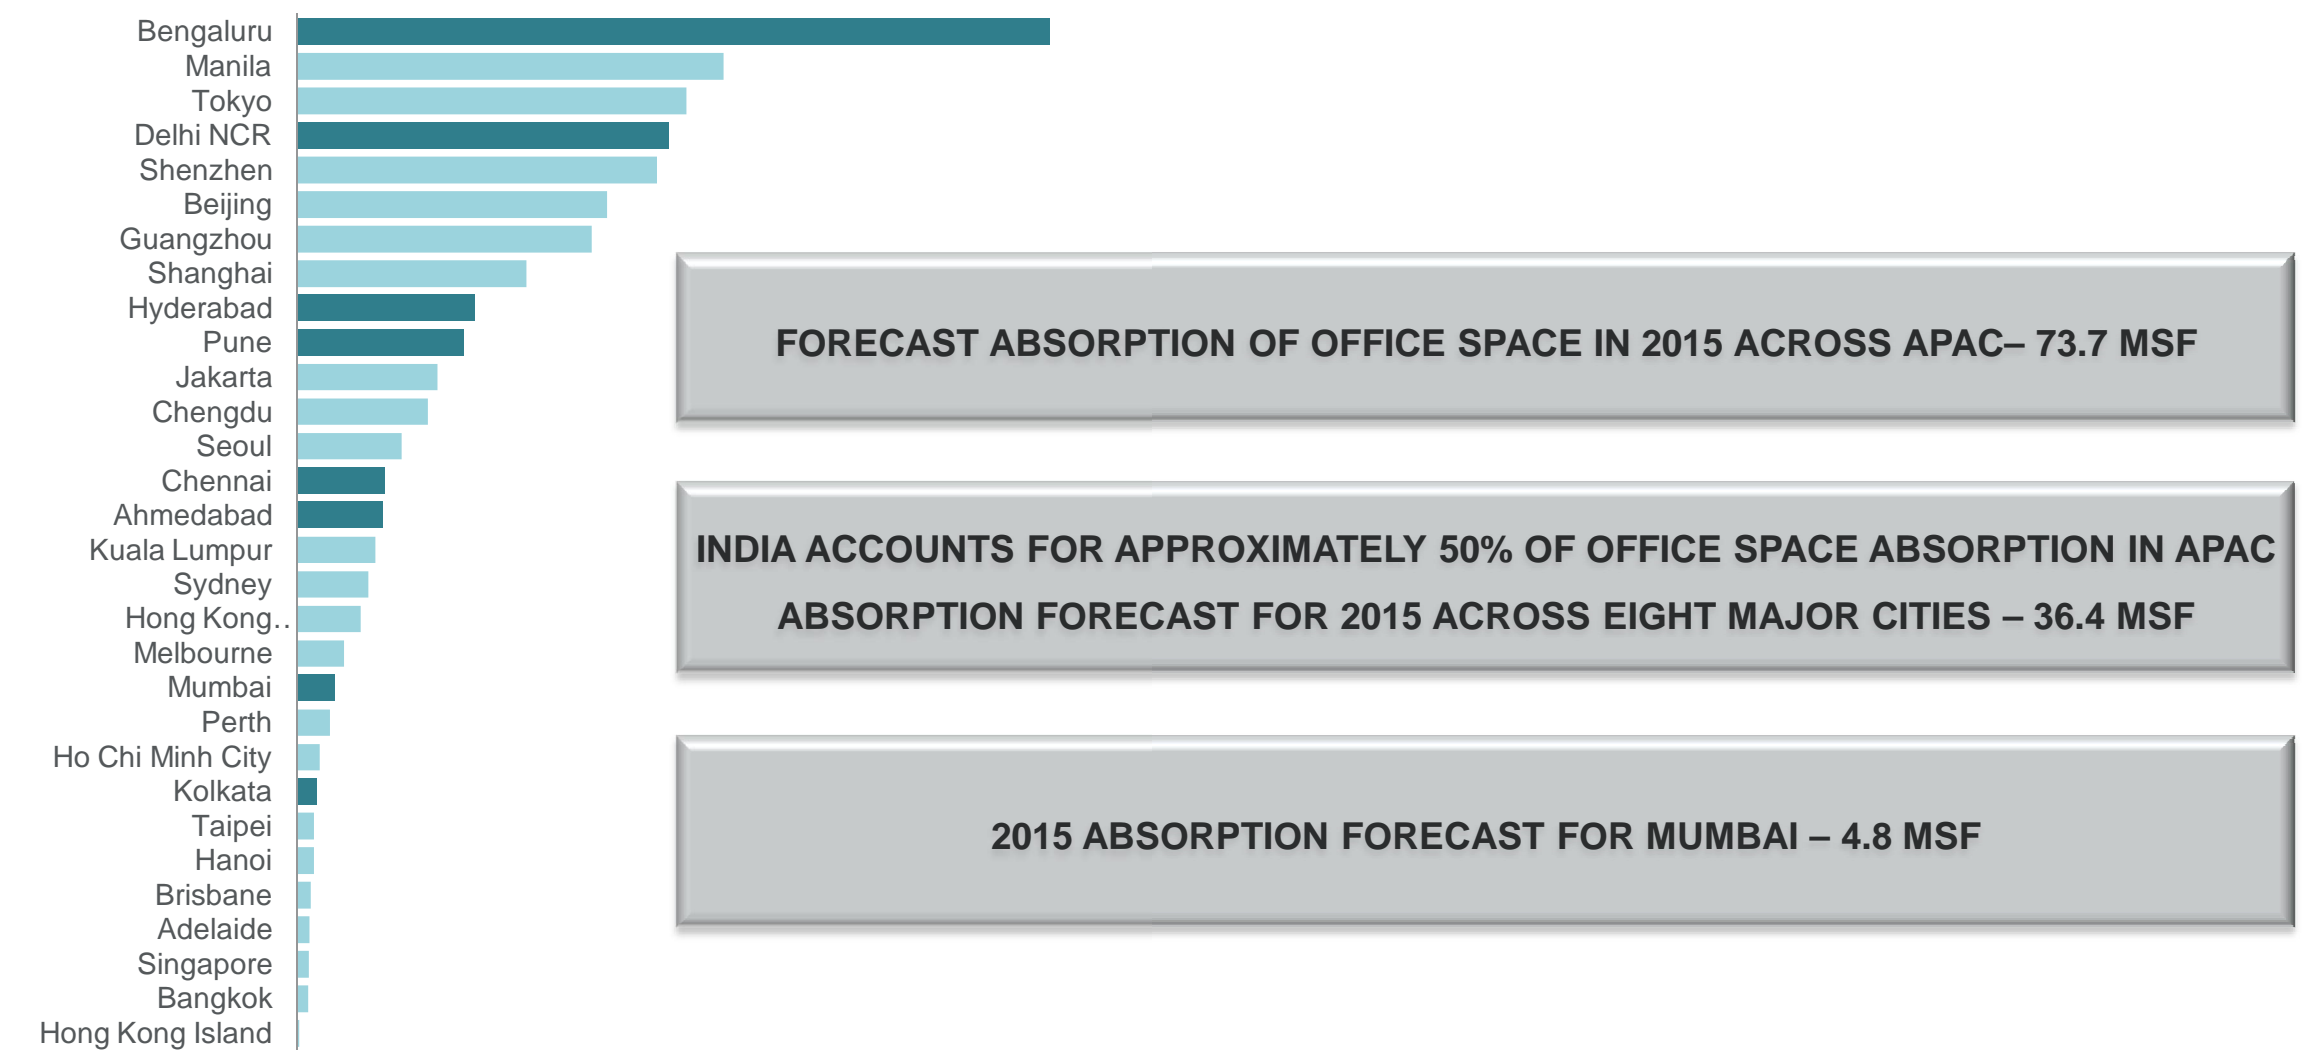 Bengaluru
Manila
Tokyo
Delhi NCR
Shenzhen
Beijing
Guangzhou
Shanghai
Hyderabad
Pune
Jakarta
Chengdu
Seoul
Chennai
Ahmedabad
Kuala Lumpur
Sydney
Hong Kong..
Melbourne
Mumbai
Perth
Ho Chi Minh City
Kolkata
Taipei
Hanoi
Brisbane
Adelaide
Singapore
Bangkok
Hong Kong Island
FORECAST ABSORPTION OF OFFICE SPACE IN 2015 ACROSS APAC– 73.7 MSF
INDIA ACCOUNTS FOR APPROXIMATELY 50% OF OFFICE SPACE ABSORPTION IN APAC
ABSORPTION FORECAST FOR 2015 ACROSS EIGHT MAJOR CITIES – 36.4 MSF
2015 ABSORPTION FORECAST FOR MUMBAI – 4.8 MSF